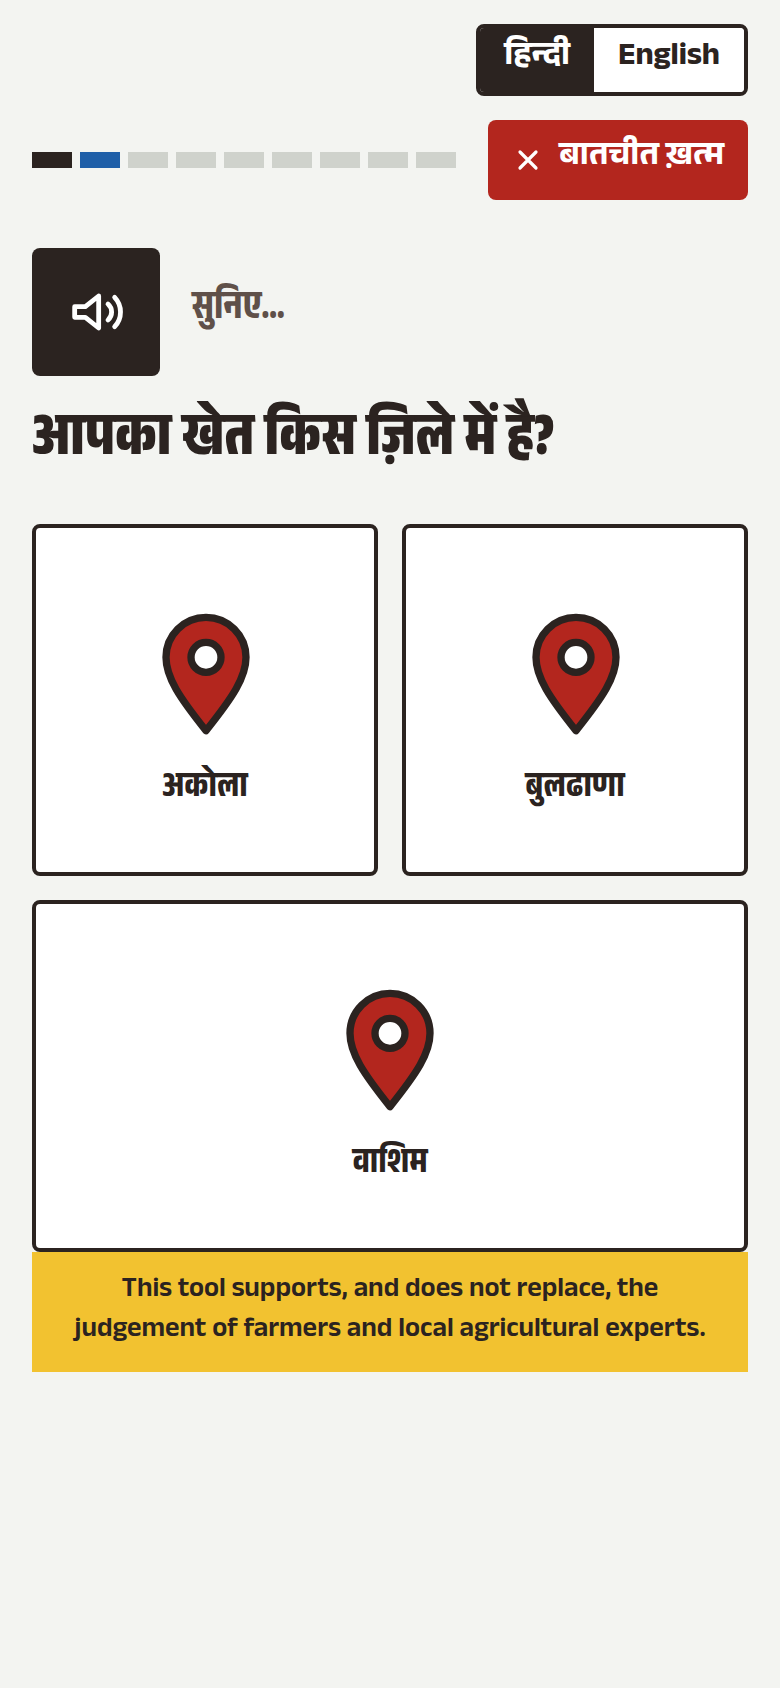 हिन्दी English
बातचीत ख़त्म
सुनिए...
आपका खेत किस ज़िले में है?
अकोला
बुलढाणा
वाशिम
This tool supports, and does not replace, the
judgement of farmers and local agricultural experts.